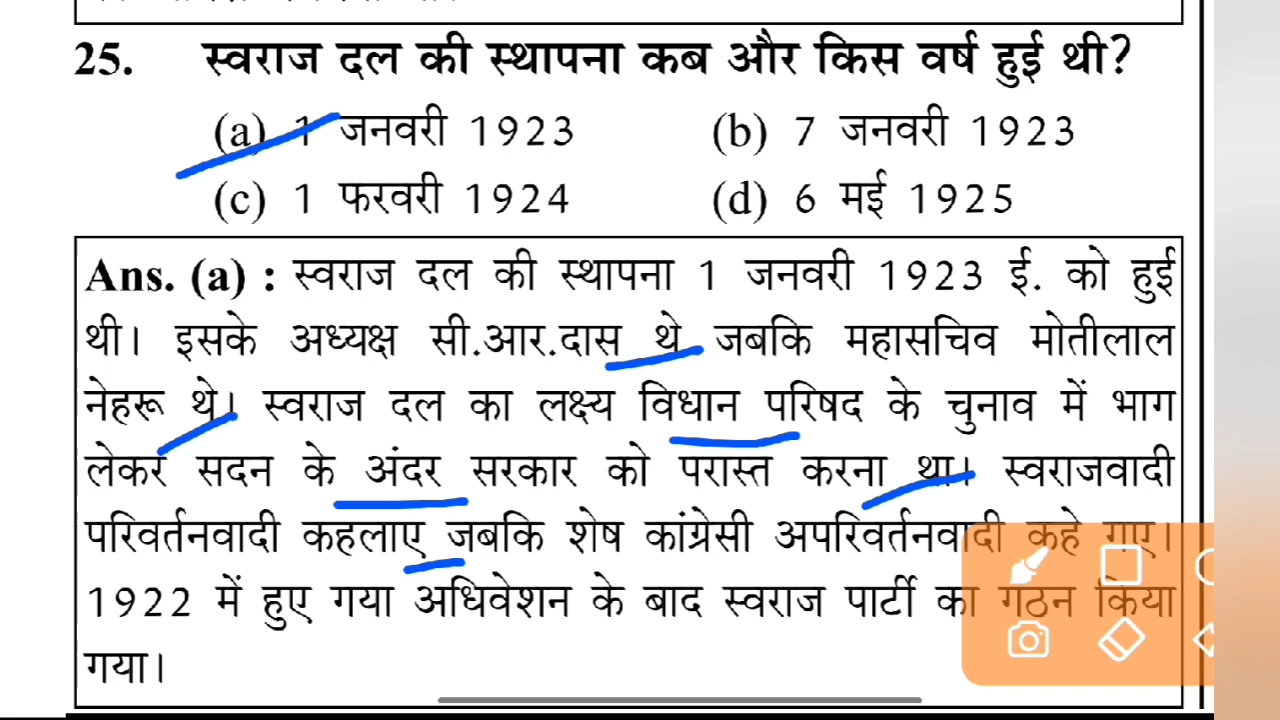 25. स्वराज दल की स्थापना कब और किस वर्ष हुई थी?
(a) 1 जनवरी 1923 (b) 7 जनवरी 1923
(c) 1 फरवरी 1924 (d) 6 मई 1925
Ans. (a) : स्वराज दल की स्थापना 1 जनवरी 1923 ई. को हुई
थी। इसके अध्यक्ष सी.आर.दास थे जबकि महासचिव मोतीलाल
नेहरू थे। स्वराज दल का लक्ष्य विधान परिषद के चुनाव में भाग
लेकर सदन के अंदर सरकार को परास्त करना था। स्वराजवादी
परिवर्तनवादी कहलाए जबकि शेष कांग्रेसी अपरिवर्तनवादी कहे गए।
1922 में हुए गया अधिवेशन के बाद स्वराज पार्टी का गठन किया
गया।